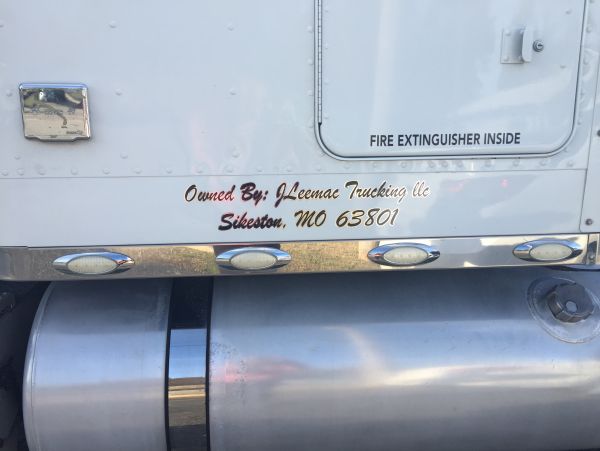 FIRE EXTINGUISHER INSIDE
Owned By: JLeemac Trucking llc
Sikeston, MO 63801